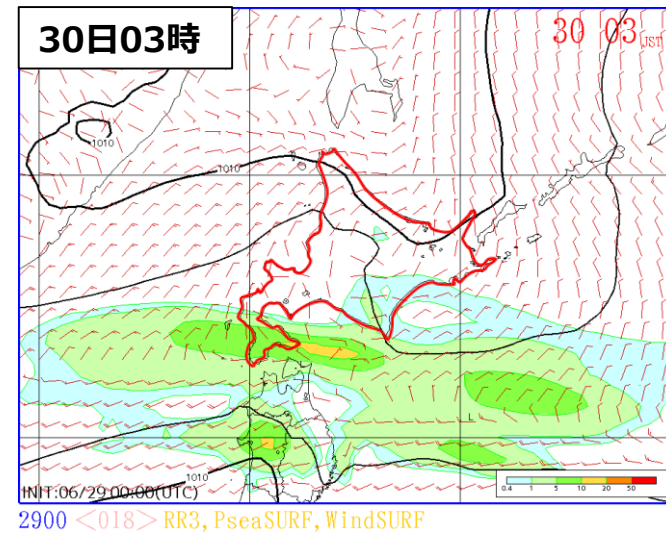 30日03時
30 03JST
1010
1010
L
1010
INIT:06/29 00:00(UTC)
0.4 1 5 10 20 50
2900 <018> RR3, PseaSURF, WindSURF